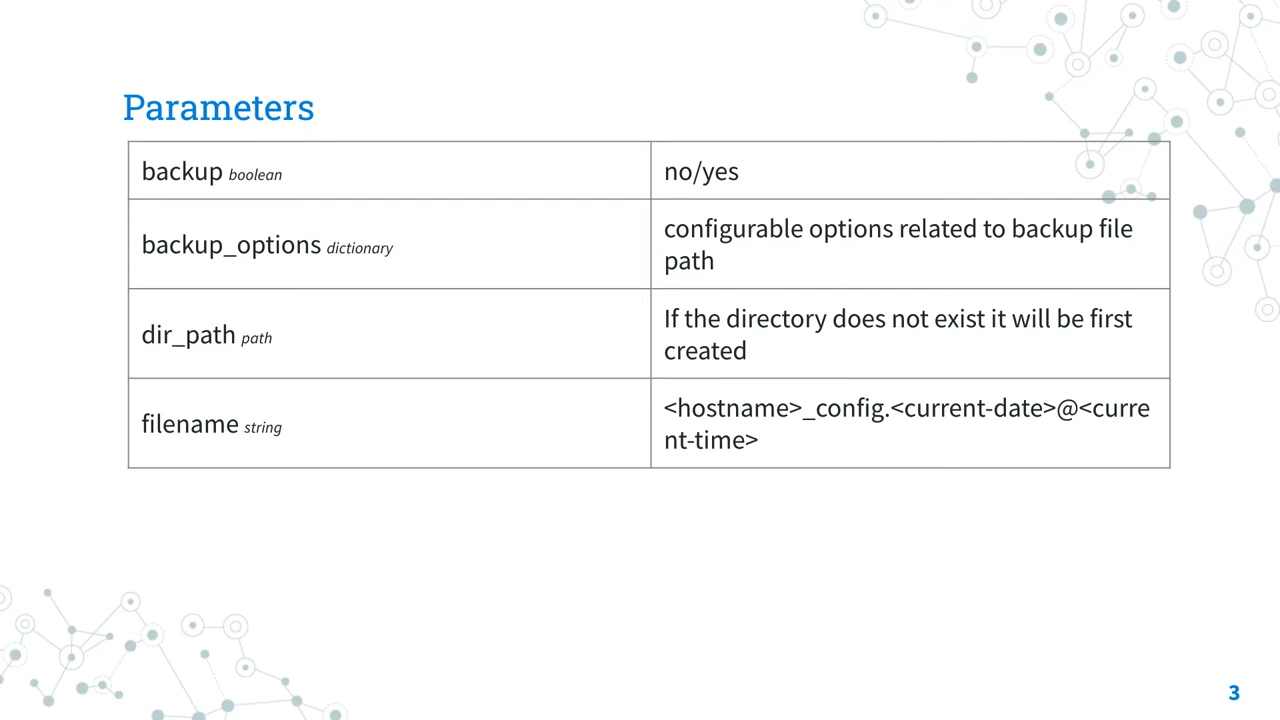 Parameters
backup boolean
no/yes
backup_options dictionary
configurable options related to backup file
path
dir_path path
If the directory does not exist it will be first
created
filename string
<hostname>_config.<current-date>@<curre
nt-time>
3